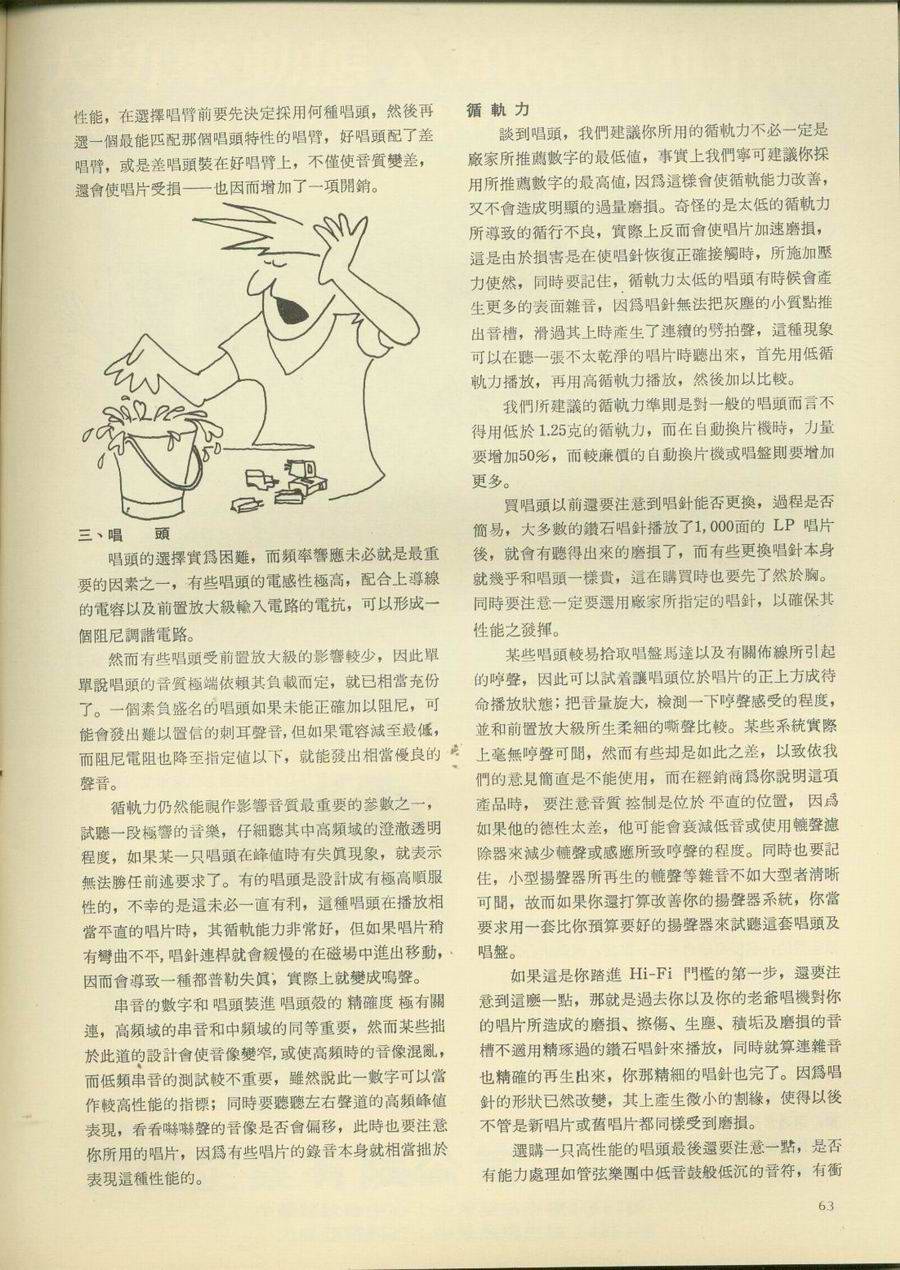 性能，在選擇唱臂前要先決定採用何種唱頭，然後再
選一個最能匹配那個唱頭特性的唱臂，好唱頭配了差
唱臂，或是差唱頭裝在好唱臂上，不僅使音質變差，
還會使唱片受損——也因而增加了一項開銷。
三、唱　頭
唱頭的選擇實爲困難，而頻率響應未必就是最重
要的因素之一，有些唱頭的電感性極高，配合上導線
的電容以及前置放大級輸入電路的電抗，可以形成一
個阻尼調諧電路。
然而有些唱頭受前置放大級的影響較少，因此單
單說唱頭的音質極端依賴其負載而定，就已相當充份
了。一個素負盛名的唱頭如果未能正確加以阻尼，可
能會發出難以置信的刺耳聲音，但如果電容減至最低，
而阻尼電阻也降至指定值以下，就能發出相當優良的
聲音。
循軌力仍然能視作影響音質最重要的參數之一，
試聽一段極響的音樂，仔細聽其中高頻域的澄澈透明
程度，如果某一只唱頭在峰値時有失眞現象，就表示
無法勝任前述要求了。有的唱頭是設計成有極高順服
性的，不幸的是這未必一直有利，這種唱頭在播放相
當平直的唱片時，其循軌能力非常好，但如果唱片稍
有彎曲不平，唱針連桿就會緩慢的在磁場中進出移動，
因而會導致一種都普勒失眞，實際上就變成嗚聲。
串音的數字和唱頭裝進唱頭殼的精確度極有關
連，高頻域的串音和中頻域的同等重要，然而某些拙
於此道的設計會使音像變窄，或使高頻時的音像混亂，
而低頻串音的測試較不重要，雖然說此一數字可以當
作較高性能的指標；同時要聽聽左右聲道的高頻峰値
表現，看看嘶嘶聲的音像是否會偏移，此時也要注意
你所用的唱片，因爲有些唱片的錄音本身就相當拙於
表現這種性能的。
循軌力
談到唱頭，我們建議你所用的循軌力不必一定是
廠家所推薦數字的最低値，事實上我們寧可建議你採
用所推薦數字的最高値，因爲這樣會使循軌能力改善，
又不會造成明顯的過量磨損。奇怪的是太低的循軌力
所導致的循行不良，實際上反而會使唱片加速磨損，
這是由於損害是在使唱針恢復正確接觸時，所施加壓
力使然，同時要記住，循軌力太低的唱頭有時候會產
生更多的表面雜音，因爲唱針無法把灰塵的小質點推
出音槽，滑過其上時產生了連續的劈拍聲，這種現象
可以在聽一張不太乾淨的唱片時聽出來，首先用低循
軌力播放，再用高循軌力播放，然後加以比較。
我們所建議的循軌力準則是對一般的唱頭而言不
得用低於1.25克的循軌力，而在自動換片機時，力量
要增加50%，而較廉價的自動換片機或唱盤則要增加
更多。
買唱頭以前還要注意到唱針能否更換，過程是否
簡易，大多數的鑽石唱針播放了1,000面的 LP 唱片
後，就會有聽得出來的磨損了，而有些更換唱針本身
就幾乎和唱頭一樣貴，這在購買時也要先了然於胸。
同時要注意一定要選用廠家所指定的唱針，以確保其
性能之發揮。
某些唱頭較易拾取唱盤馬達以及有關佈線所引起
的哼聲，因此可以試着讓唱頭位於唱片的正上方成待
命播放狀態；把音量旋大，檢測一下哼聲感受的程度，
並和前置放大級所生柔細的嘶聲比較。某些系統實際
上毫無哼聲可聞，然而有些却是如此之差，以致依我
們的意見簡直是不能使用，而在經銷商爲你說明這項
產品時，要注意音質控制是位於平直的位置，因爲
如果他的德性太差，他可能會衰減低音或使用轆聲濾
除器來減少轆聲或感應所致哼聲的程度。同時也要記
住，小型揚聲器所再生的轆聲等雜音不如大型者清晰
可聞，故而如果你還打算改善你的揚聲器系統，你當
要求用一套比你預算要好的揚聲器來試聽這套唱頭及
唱盤。
如果這是你踏進 Hi-Fi 門檻的第一步，還要注
意到這麽一點，那就是過去你以及你的老爺唱機對你
的唱片所造成的磨損、擦傷、生塵、積垢及磨損的音
槽不適用精琢過的鑽石唱針來播放，同時就算連雜音
也精確的再生出來，你那精細的唱針也完了。因爲唱
針的形狀已然改變，其上產生微小的割緣，使得以後
不管是新唱片或舊唱片都同樣受到磨損。
選購一只高性能的唱頭最後還要注意一點，是否
有能力處理如管弦樂團中低音鼓般低沉的音符，有衝
63